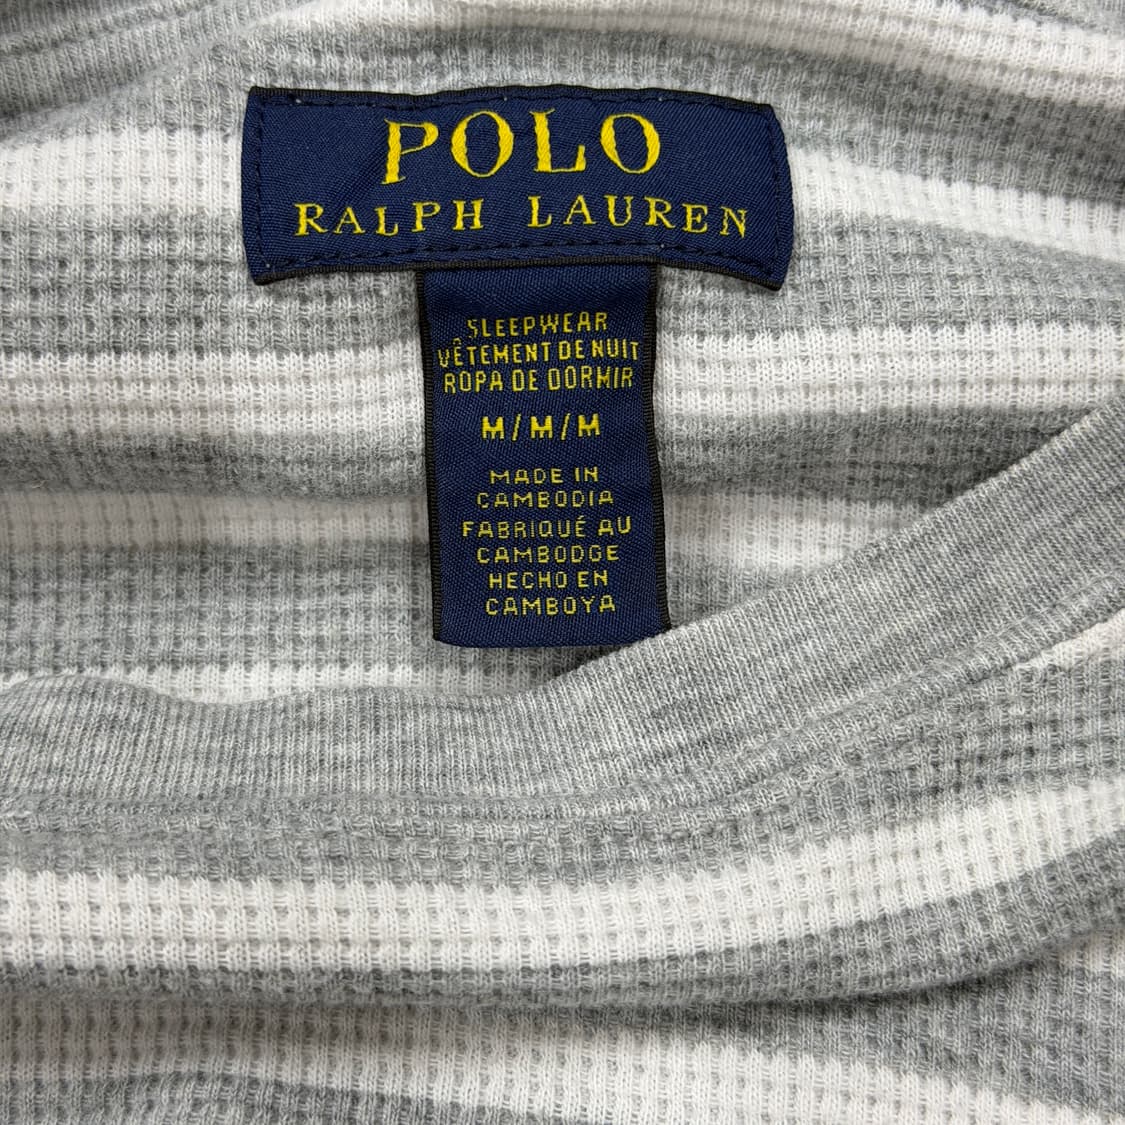 POLO
RALPH LAUREN
SLEEPWEAR
VÊTEMENT DE NUIT
ROPA DE DORMIR
M/M/M
MADE IN
CAMBODIA
FABRIQUÉ AU
CAMBODGE
HECHO EN
CAMBOYA